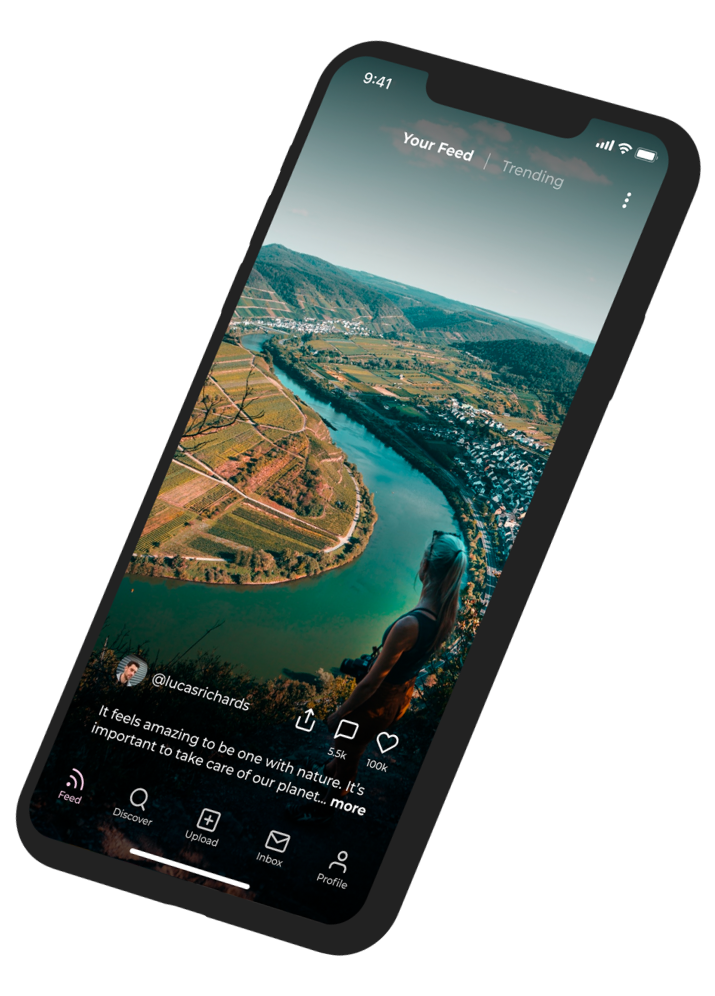 9:41
Your Feed | Trending
@lucasrichards
It feels amazing to be one with nature. It's
important to take care of our planet... more
5.5k
100k
Feed
Discover
Upload
Inbox
Profile